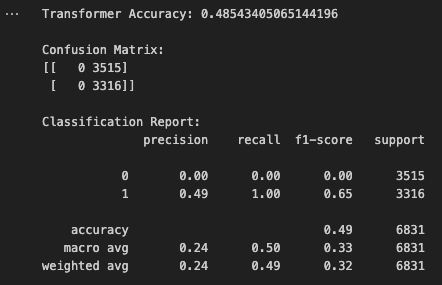 ... Transformer Accuracy: 0.48543405065144196
Confusion Matrix:
[[   0 3515]
 [   0 3316]]
Classification Report:
              precision    recall  f1-score   support
           0       0.00      0.00      0.00      3515
           1       0.49      1.00      0.65      3316
    accuracy                           0.49      6831
   macro avg       0.24      0.50      0.33      6831
weighted avg       0.24      0.49      0.32      6831